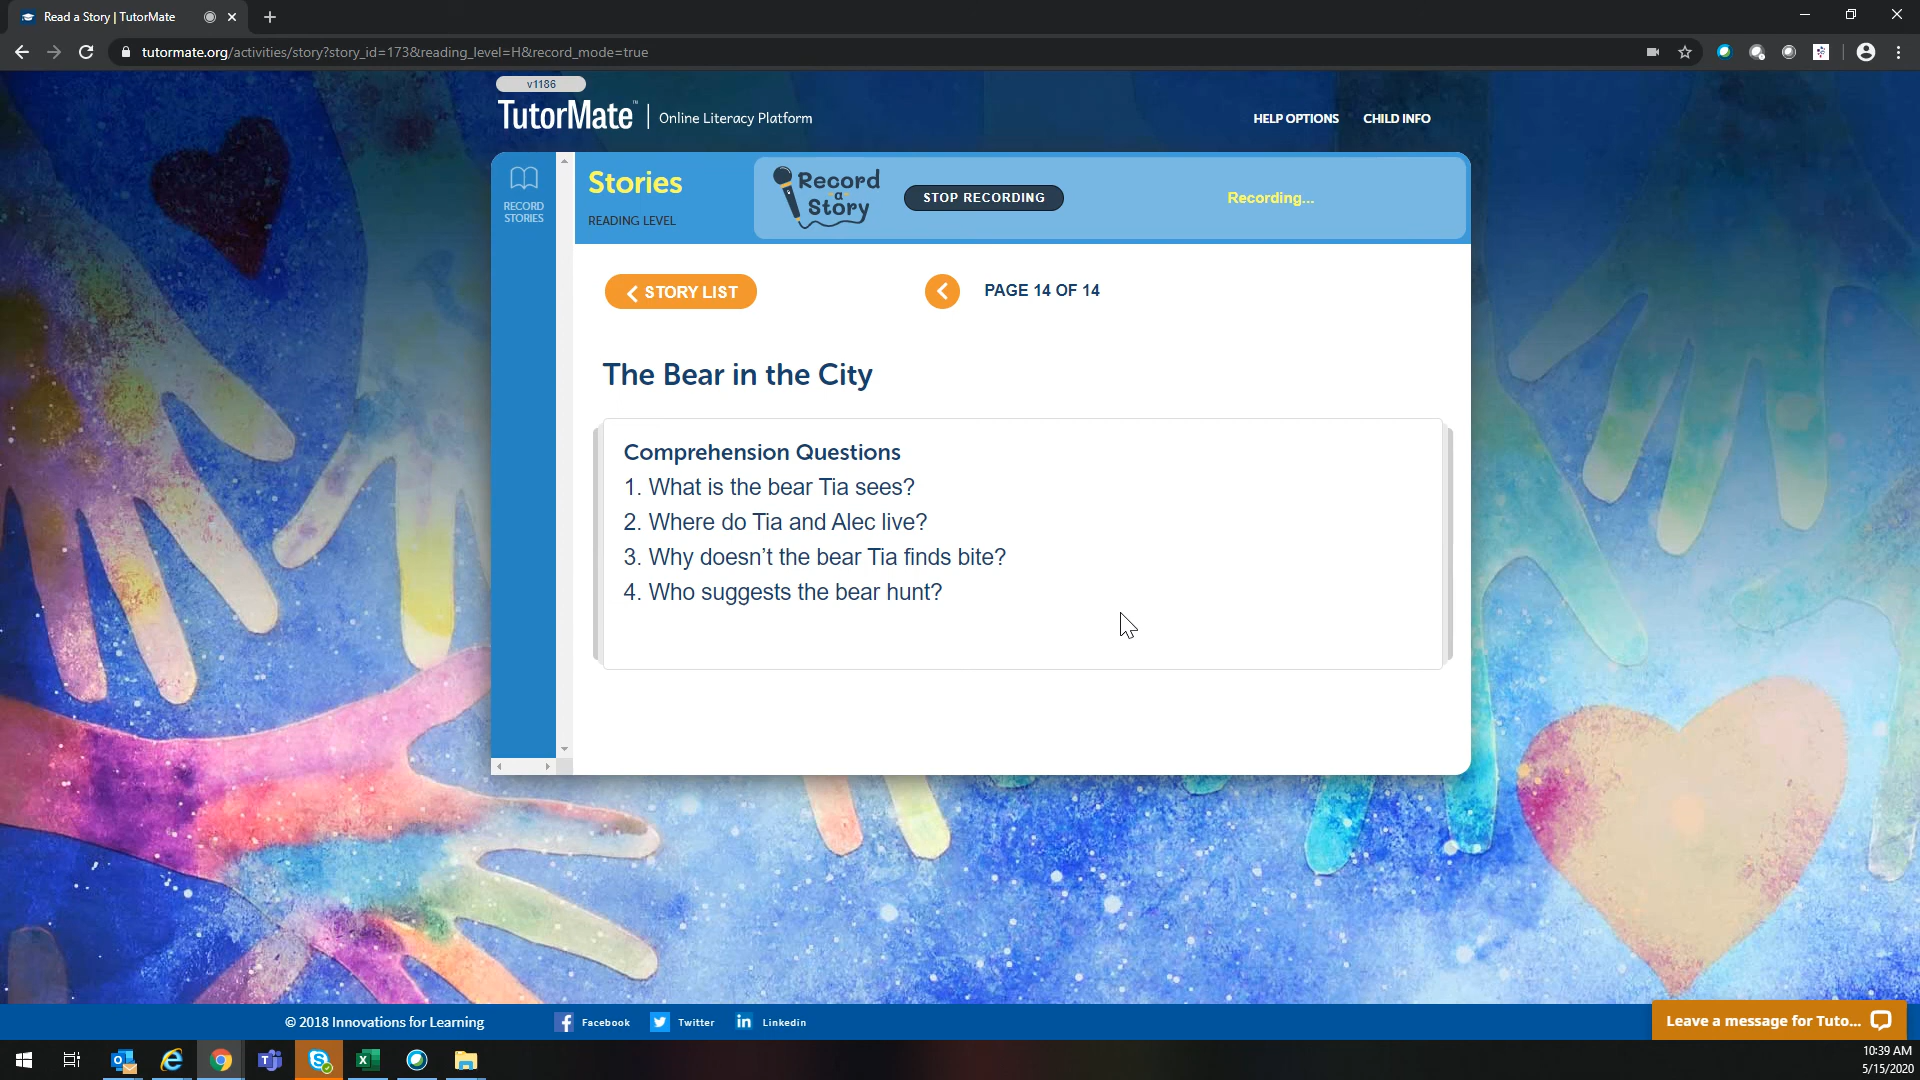 Read a Story | TutorMate
tutormate.org/activities/story?story_id=173&reading_level=H&record_mode=true
v1186
TutorMate™ | Online Literacy Platform
HELP OPTIONS
CHILD INFO
RECORD
STORIES
Stories
READING LEVEL
Record
a
Story
STOP RECORDING
Recording...
STORY LIST
PAGE 14 OF 14
The Bear in the City
Comprehension Questions
1. What is the bear Tia sees?
2. Where do Tia and Alec live?
3. Why doesn't the bear Tia finds bite?
4. Who suggests the bear hunt?
© 2018 Innovations for Learning
Facebook
Twitter
Linkedin
Leave a message for Tuto...
10:39 AM
5/15/2020